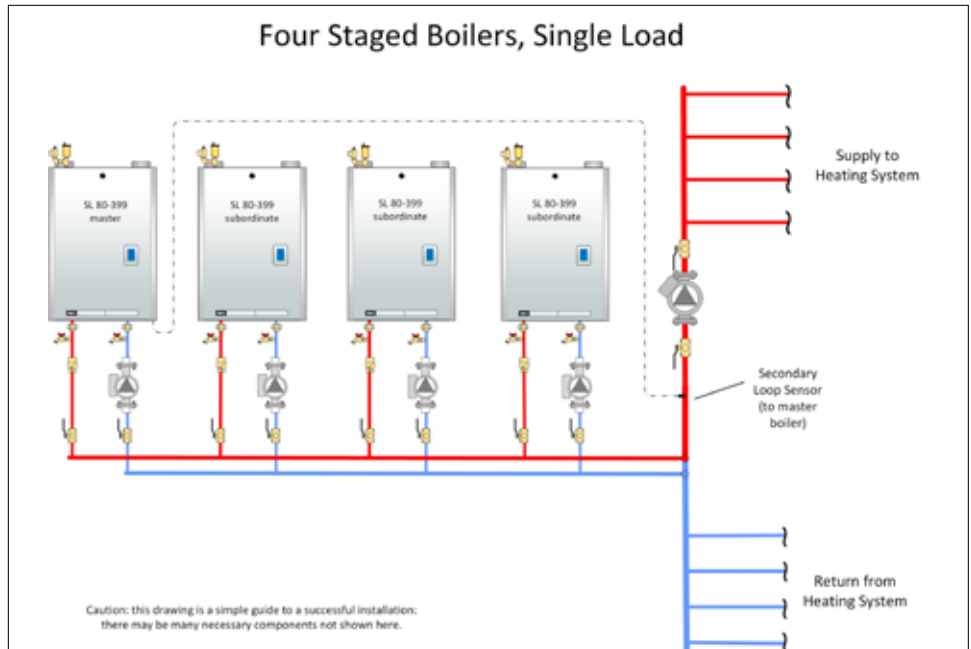 Four Staged Boilers, Single Load
Supply to
Heating System
SL 80-399
master
SL 80-399
subordinate
SL 80-399
subordinate
SL 80-399
subordinate
Secondary
Loop Sensor
(to master
boiler)
Return from
Heating System
Caution: this drawing is a simple guide to a successful installation:
there may be many necessary components not shown here.